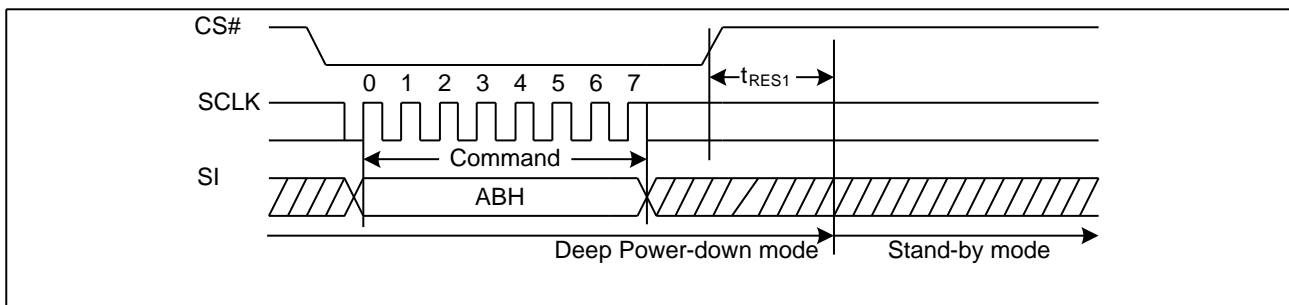 CS#
tRES1
0 1 2 3 4 5 6 7
SCLK
Command
SI
ABH
Deep Power-down mode Stand-by mode